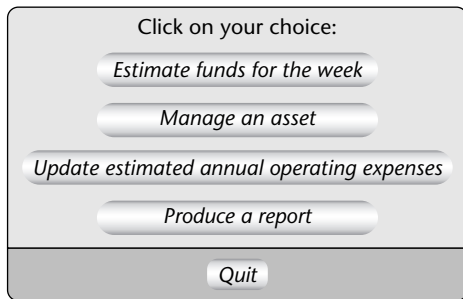 Click on your choice:
Estimate funds for the week
Manage an asset
Update estimated annual operating expenses
Produce a report
Quit